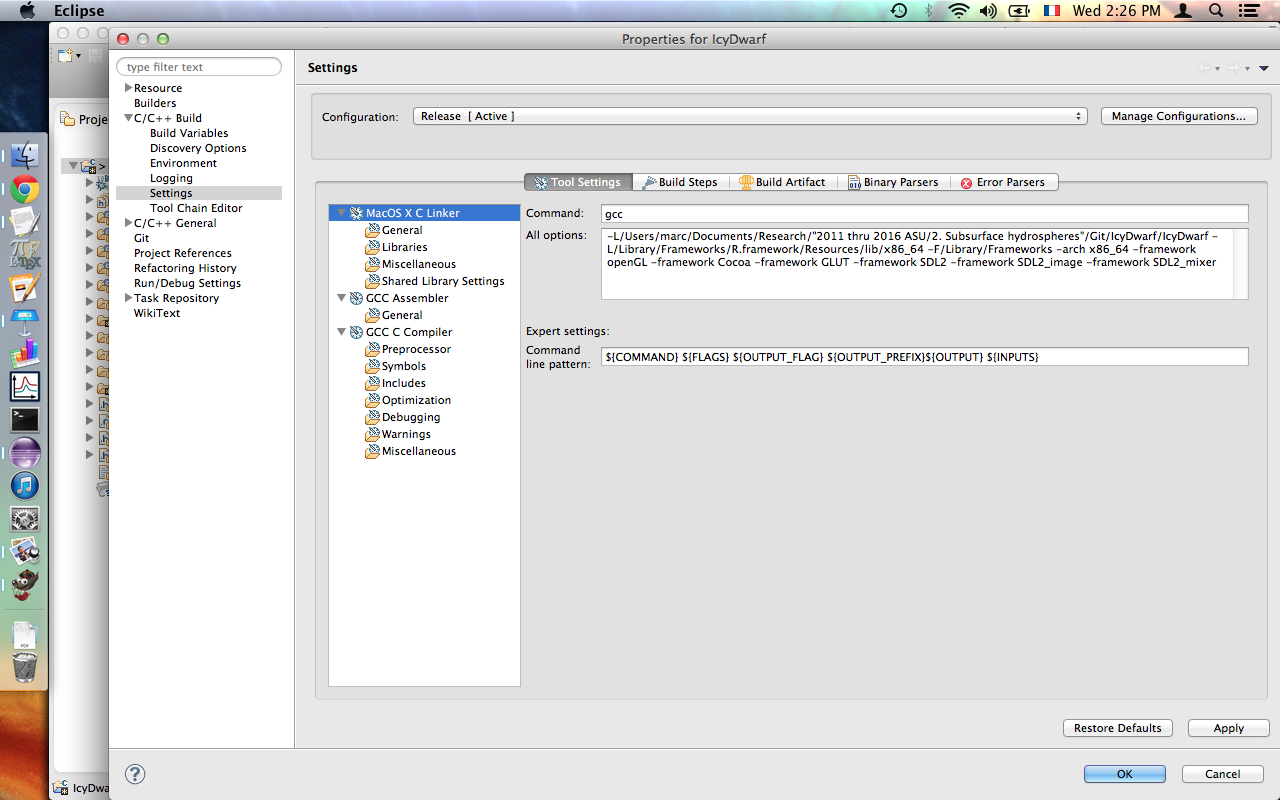 Eclipse
Wed 2:26 PM
Properties for IcyDwarf
type filter text
Resource
Builders
C/C++ Build
Build Variables
Discovery Options
Environment
Logging
Settings
Tool Chain Editor
C/C++ General
Git
Project References
Refactoring History
Run/Debug Settings
Task Repository
WikiText
Proje
>
IcyDwa
Settings
Configuration:
Release [ Active ]
Manage Configurations...
Tool Settings
Build Steps
Build Artifact
Binary Parsers
Error Parsers
MacOS X C Linker
General
Libraries
Miscellaneous
Shared Library Settings
GCC Assembler
General
GCC C Compiler
Preprocessor
Symbols
Includes
Optimization
Debugging
Warnings
Miscellaneous
Command:
gcc
All options:
-L/Users/marc/Documents/Research/"2011 thru 2016 ASU/2. Subsurface hydrospheres"/Git/IcyDwarf/IcyDwarf -
L/Library/Frameworks/R.framework/Resources/lib/x86_64 -F/Library/Frameworks -arch x86_64 -framework
openGL -framework Cocoa -framework GLUT -framework SDL2 -framework SDL2_image -framework SDL2_mixer
Expert settings:
Command
line pattern:
${COMMAND} ${FLAGS} ${OUTPUT_FLAG} ${OUTPUT_PREFIX}${OUTPUT} ${INPUTS}
Restore Defaults
Apply
?
OK
Cancel